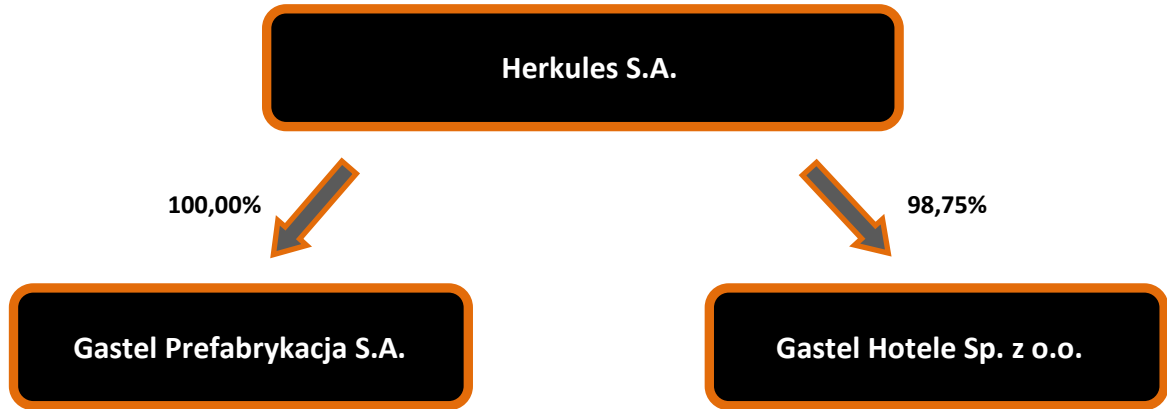 Herkules S.A.
100,00%
98,75%
Gastel Prefabrykacja S.A.
Gastel Hotele Sp. z o.o.